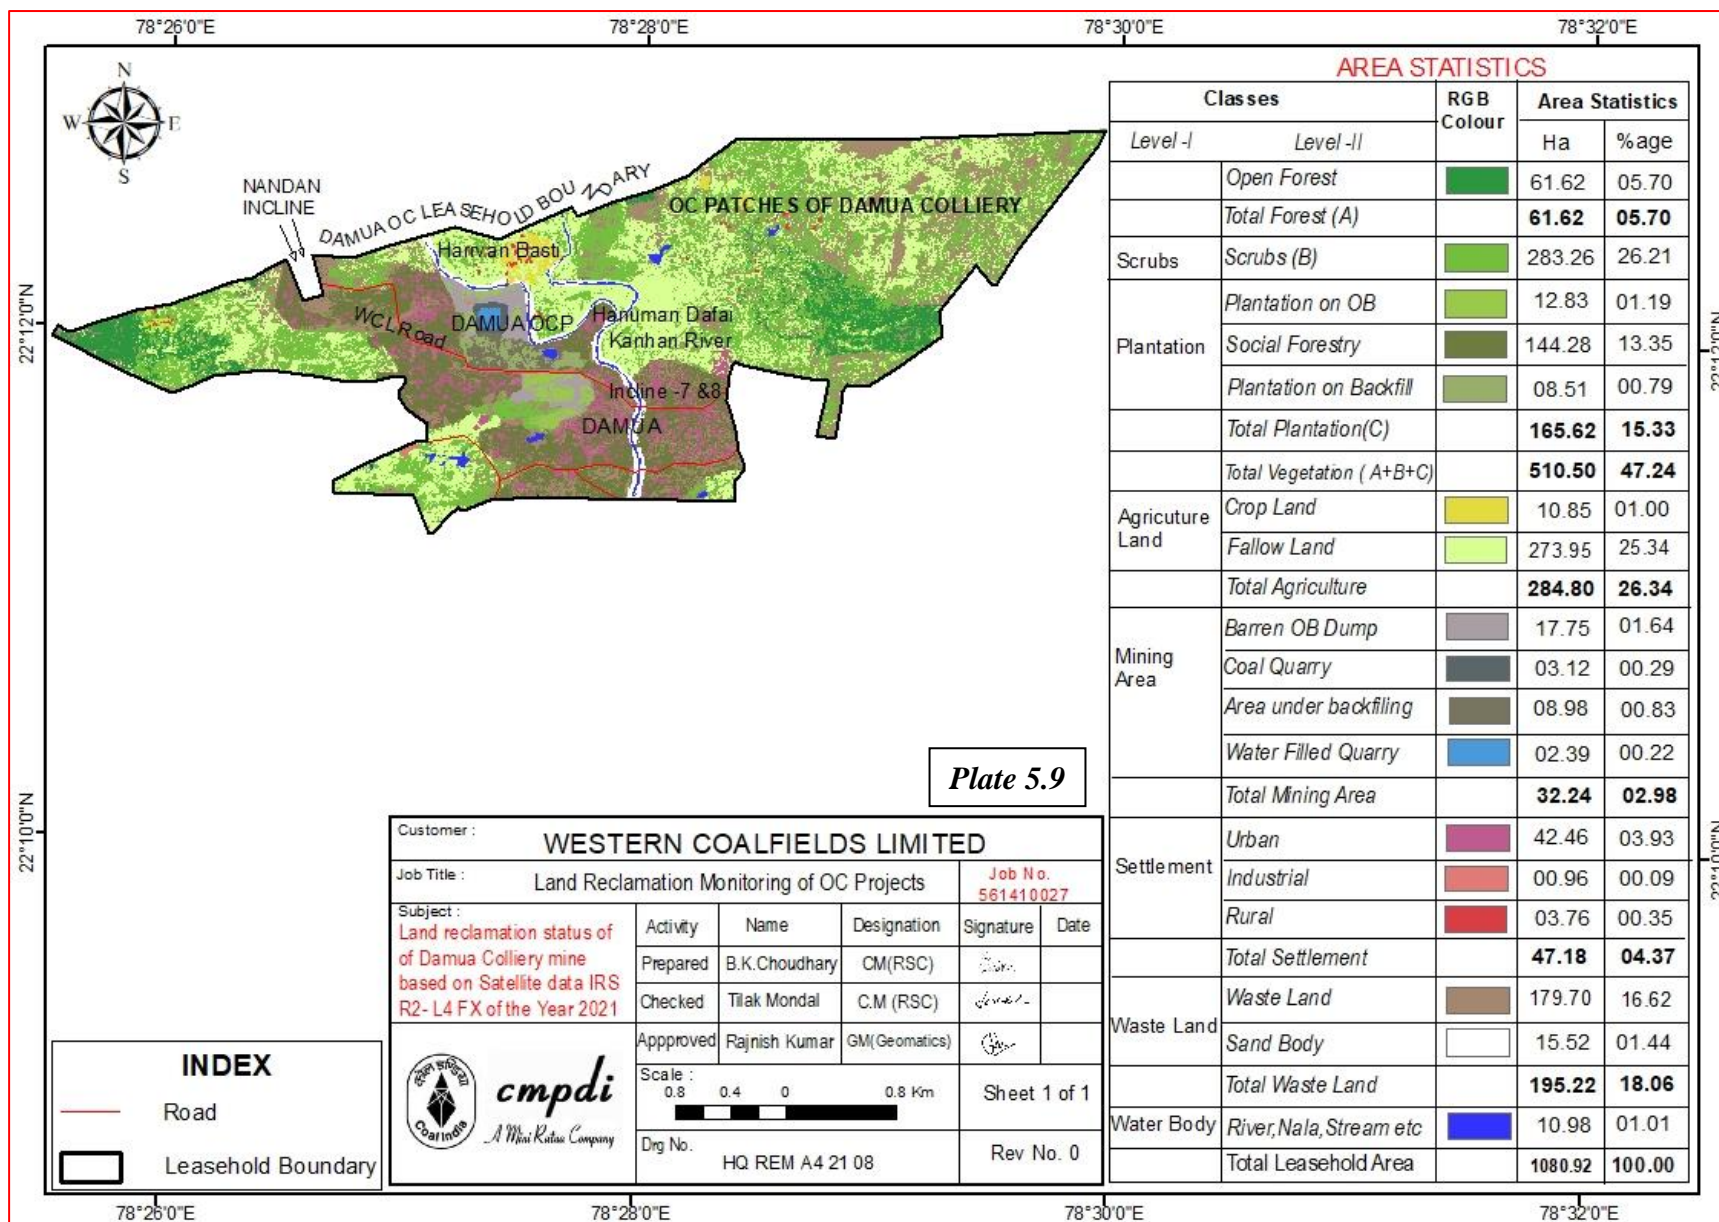 78°26'0"E 78°28'0"E 78°30'0"E 78°32'0"E
22°12'0"N
22°10'0"N
22°12'0"N
22°10'0"N
N
W E
S
NANDAN
INCLINE
DAMUA OC LEASEHOLD BOUNDARY
OC PATCHES OF DAMUA COLLIERY
Harivan Basti
WCL Road
DAMUA OCP
Hanuman Dafai
Kanhan River
Incline -7 &8
DAMUA
AREA STATISTICS
Classes RGB Colour Area Statistics
Level -I Level -II Ha %age
Open Forest 61.62 05.70
Total Forest (A) 61.62 05.70
Scrubs Scrubs (B) 283.26 26.21
Plantation
Plantation on OB 12.83 01.19
Social Forestry 144.28 13.35
Plantation on Backfill 08.51 00.79
Total Plantation(C) 165.62 15.33
Total Vegetation ( A+B+C) 510.50 47.24
Agricuture Land
Crop Land 10.85 01.00
Fallow Land 273.95 25.34
Total Agriculture 284.80 26.34
Mining Area
Barren OB Dump 17.75 01.64
Coal Quarry 03.12 00.29
Area under backfiling 08.98 00.83
Water Filled Quarry 02.39 00.22
Total Mining Area 32.24 02.98
Settlement
Urban 42.46 03.93
Industrial 00.96 00.09
Rural 03.76 00.35
Total Settlement 47.18 04.37
Waste Land
Waste Land 179.70 16.62
Sand Body 15.52 01.44
Total Waste Land 195.22 18.06
Water Body River,Nala,Stream etc 10.98 01.01
Total Leasehold Area 1080.92 100.00
Plate 5.9
Customer : WESTERN COALFIELDS LIMITED
Job Title : Land Reclamation Monitoring of OC Projects
Job No.
561410027
Subject :
Land reclamation status of
of Damua Colliery mine
based on Satellite data IRS
R2- L4 FX of the Year 2021
Activity Name Designation Signature Date
Prepared B.K.Choudhary CM(RSC)
Checked Tilak Mondal C.M (RSC)
Appproved Rajnish Kumar GM(Geomatics)
Scale :
0.8 0.4 0 0.8 Km
Sheet 1 of 1
Drg No.
HQ REM A4 21 08
Rev No. 0
कोल इण्डिया
Coal India
cmpdi
A Mini Ratna Company
INDEX
Road
Leasehold Boundary
78°26'0"E 78°28'0"E 78°30'0"E 78°32'0"E